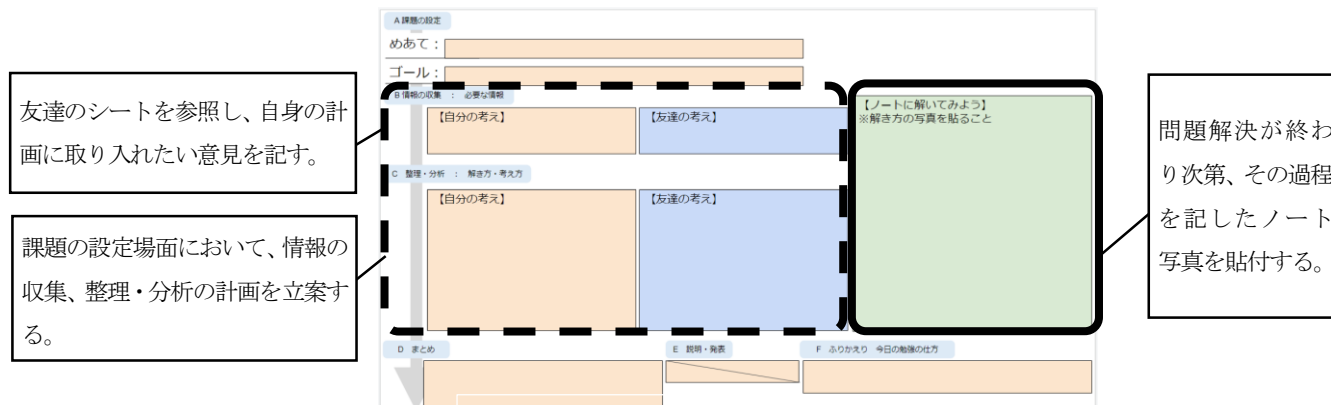 A 課題の設定
めあて：
ゴール：
B 情報の収集 ： 必要な情報
【自分の考え】
【友達の考え】
C 整理・分析 ： 解き方・考え方
【自分の考え】
【友達の考え】
【ノートに解いてみよう】
※解き方の写真を貼ること
D まとめ
E 説明・発表
F ふりかえり 今日の勉強の仕方
友達のシートを参照し、自身の計
画に取り入れたい意見を記す。
課題の設定場面において、情報の
収集、整理・分析の計画を立案す
る。
問題解決が終わ
り次第、その過程
を記したノート
写真を貼付する。